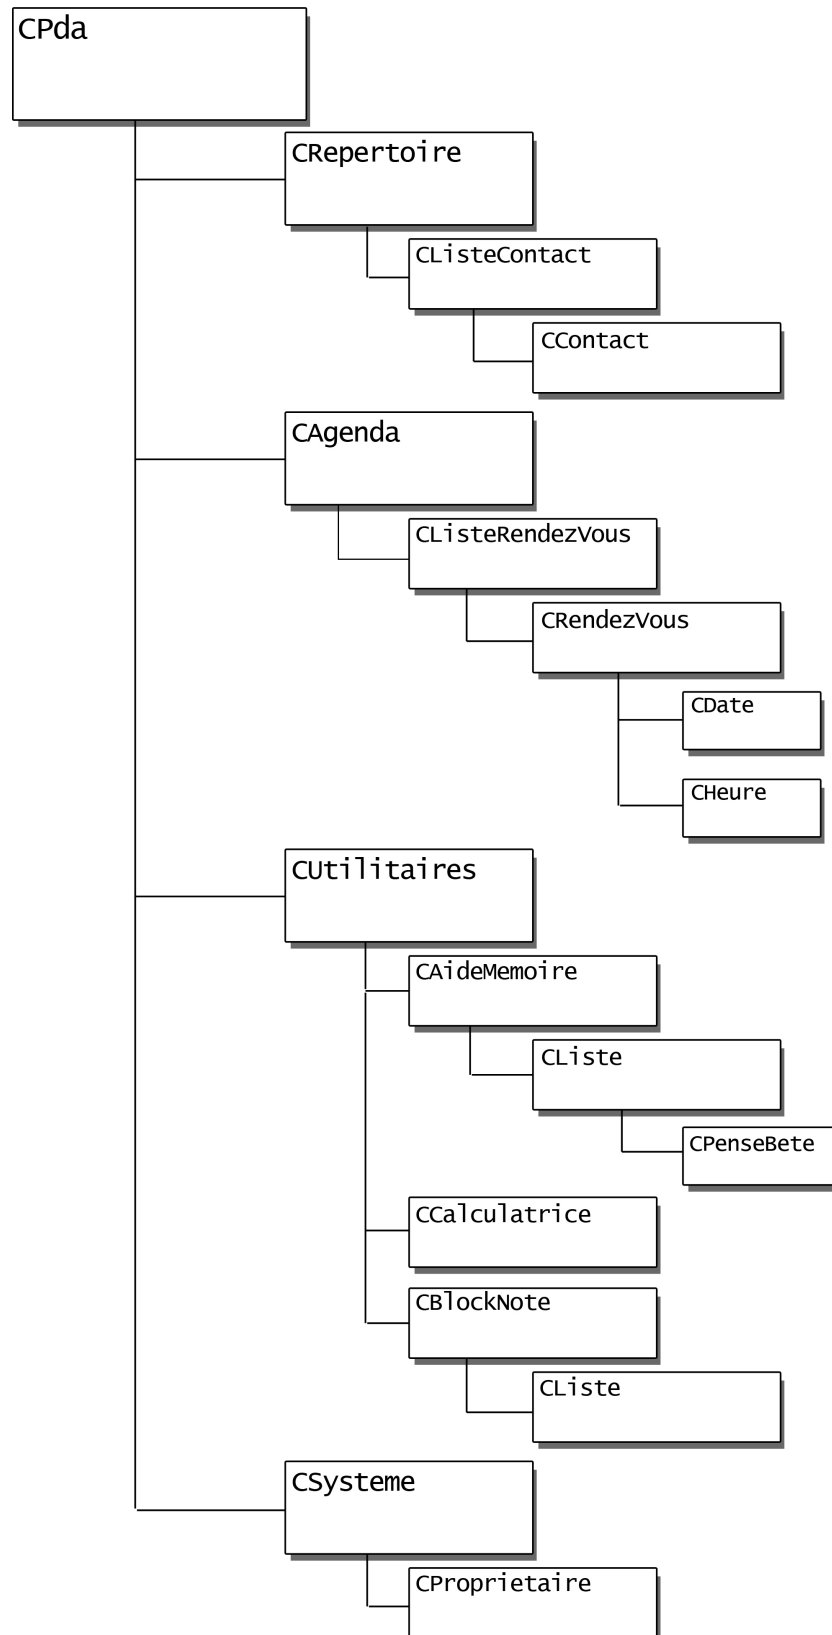 CPda
CRepertoire
CListeContact
CContact
CAgenda
CListeRendezVous
CRendezVous
CDate
CHeure
CUtilitaires
CAideMemoire
CListe
CPenseBete
CCalculatrice
CBlockNote
CListe
CSysteme
CProprietaire